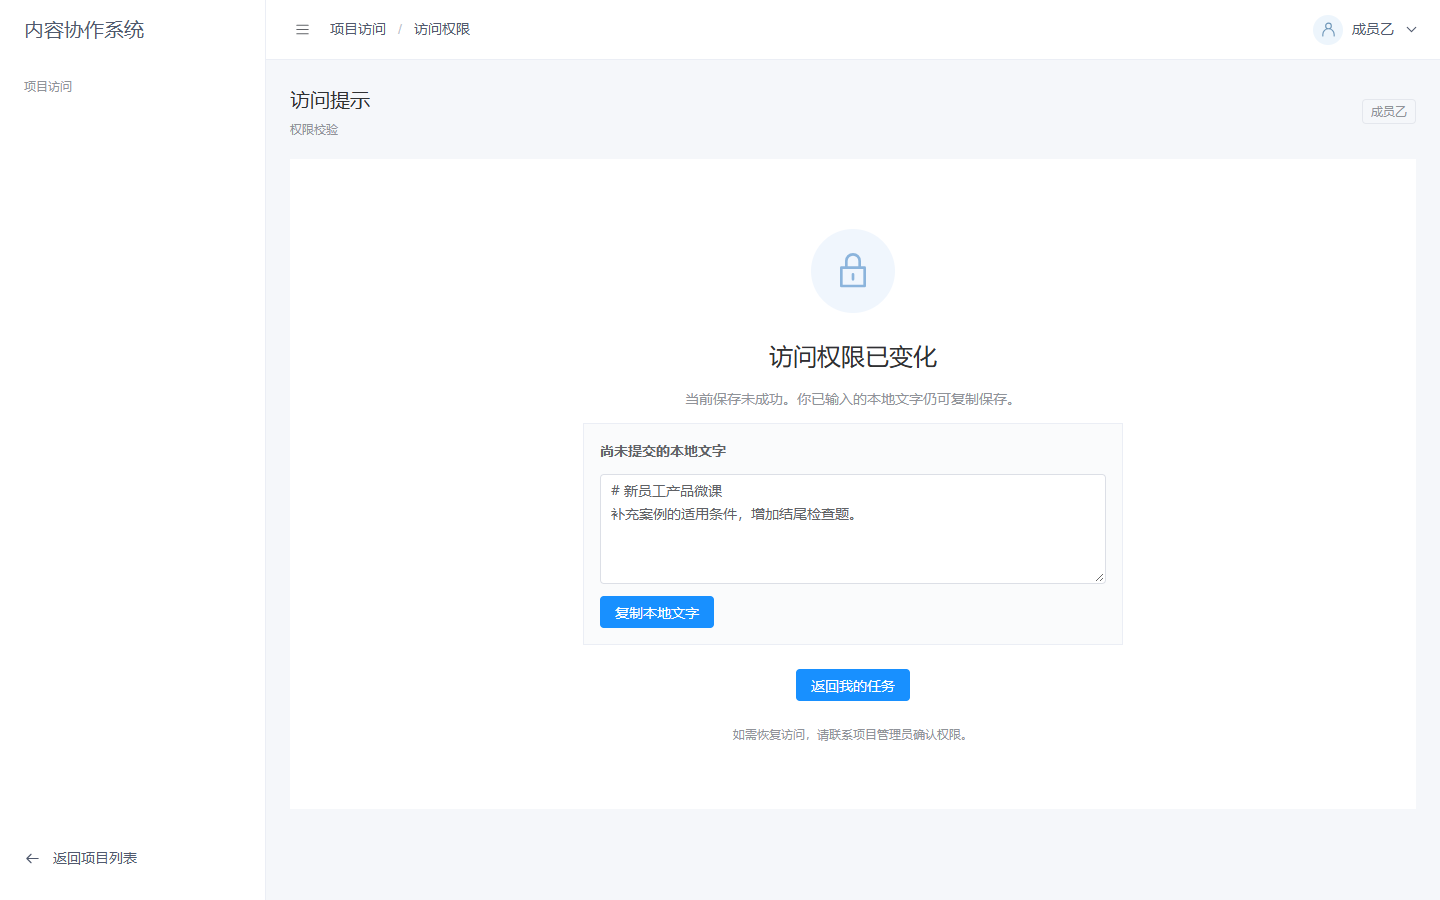 内容协作系统
项目访问
返回项目列表
项目访问 / 访问权限
成员乙
访问提示
权限校验
成员乙
访问权限已变化
当前保存未成功。你已输入的本地文字仍可复制保存。
尚未提交的本地文字
# 新员工产品微课
补充案例的适用条件，增加结尾检查题。
复制本地文字
返回我的任务
如需恢复访问，请联系项目管理员确认权限。